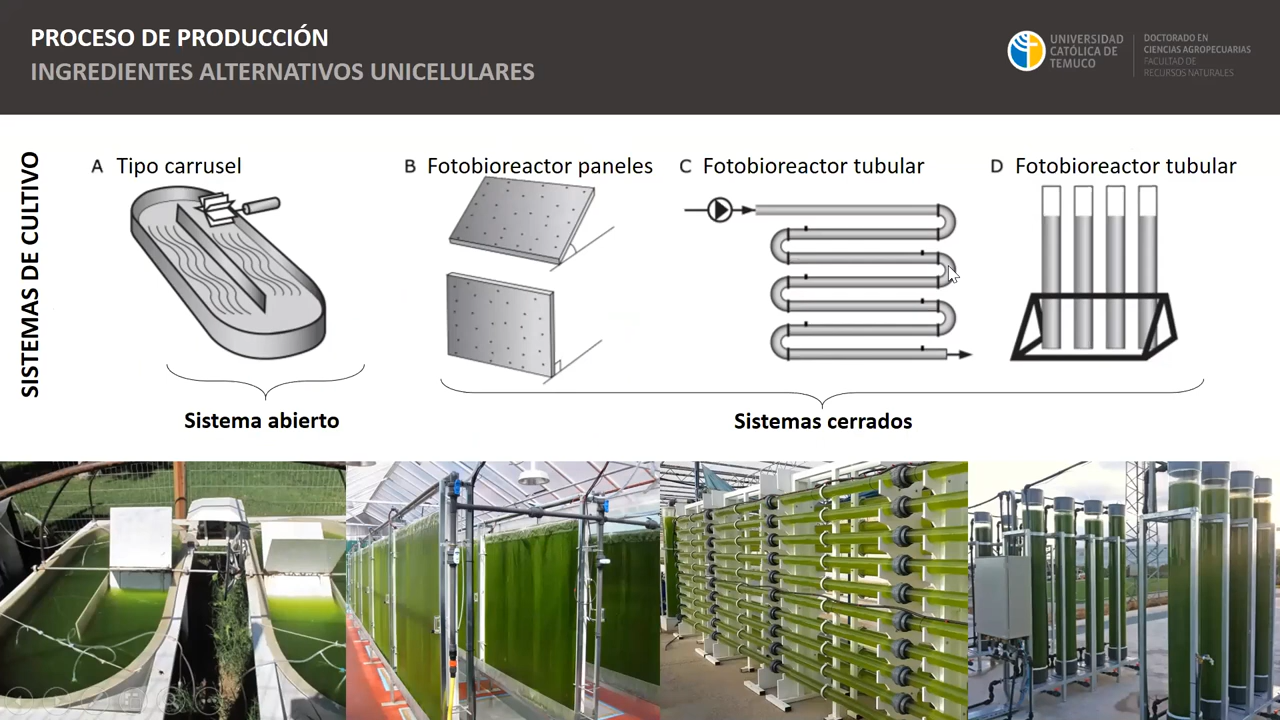 PROCESO DE PRODUCCIÓN
INGREDIENTES ALTERNATIVOS UNICELULARES
UNIVERSIDAD
CATÓLICA DE
TEMUCO
DOCTORADO EN
CIENCIAS AGROPECUARIAS
FACULTAD DE
RECURSOS NATURALES
SISTEMAS DE CULTIVO
A Tipo carrusel
B Fotobioreactor paneles
C Fotobioreactor tubular
D Fotobioreactor tubular
Sistema abierto
Sistemas cerrados